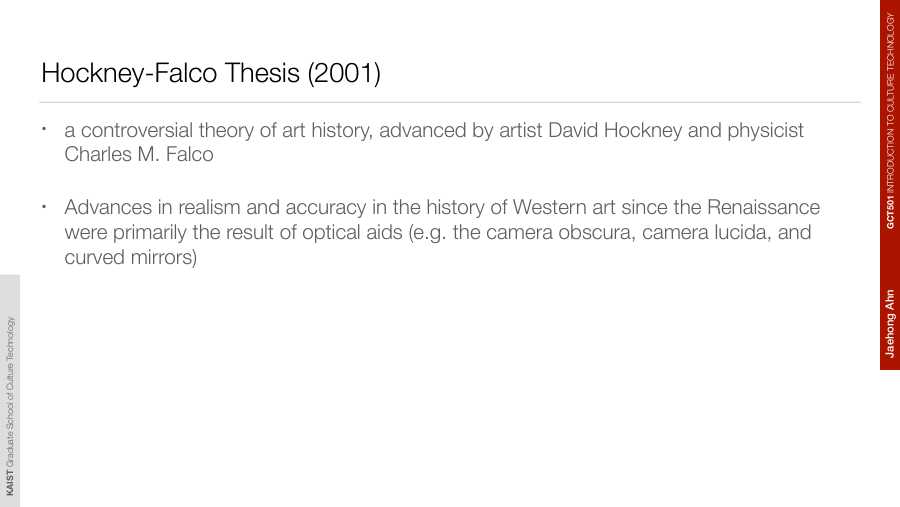 Hockney-Falco Thesis (2001)
• a controversial theory of art history, advanced by artist David Hockney and physicist
Charles M. Falco
• Advances in realism and accuracy in the history of Western art since the Renaissance
were primarily the result of optical aids (e.g. the camera obscura, camera lucida, and
curved mirrors)
GCT501 INTRODUCTION TO CULTURE TECHNOLOGY
Jaehong Ahn
KAIST Graduate School of Culture Technology